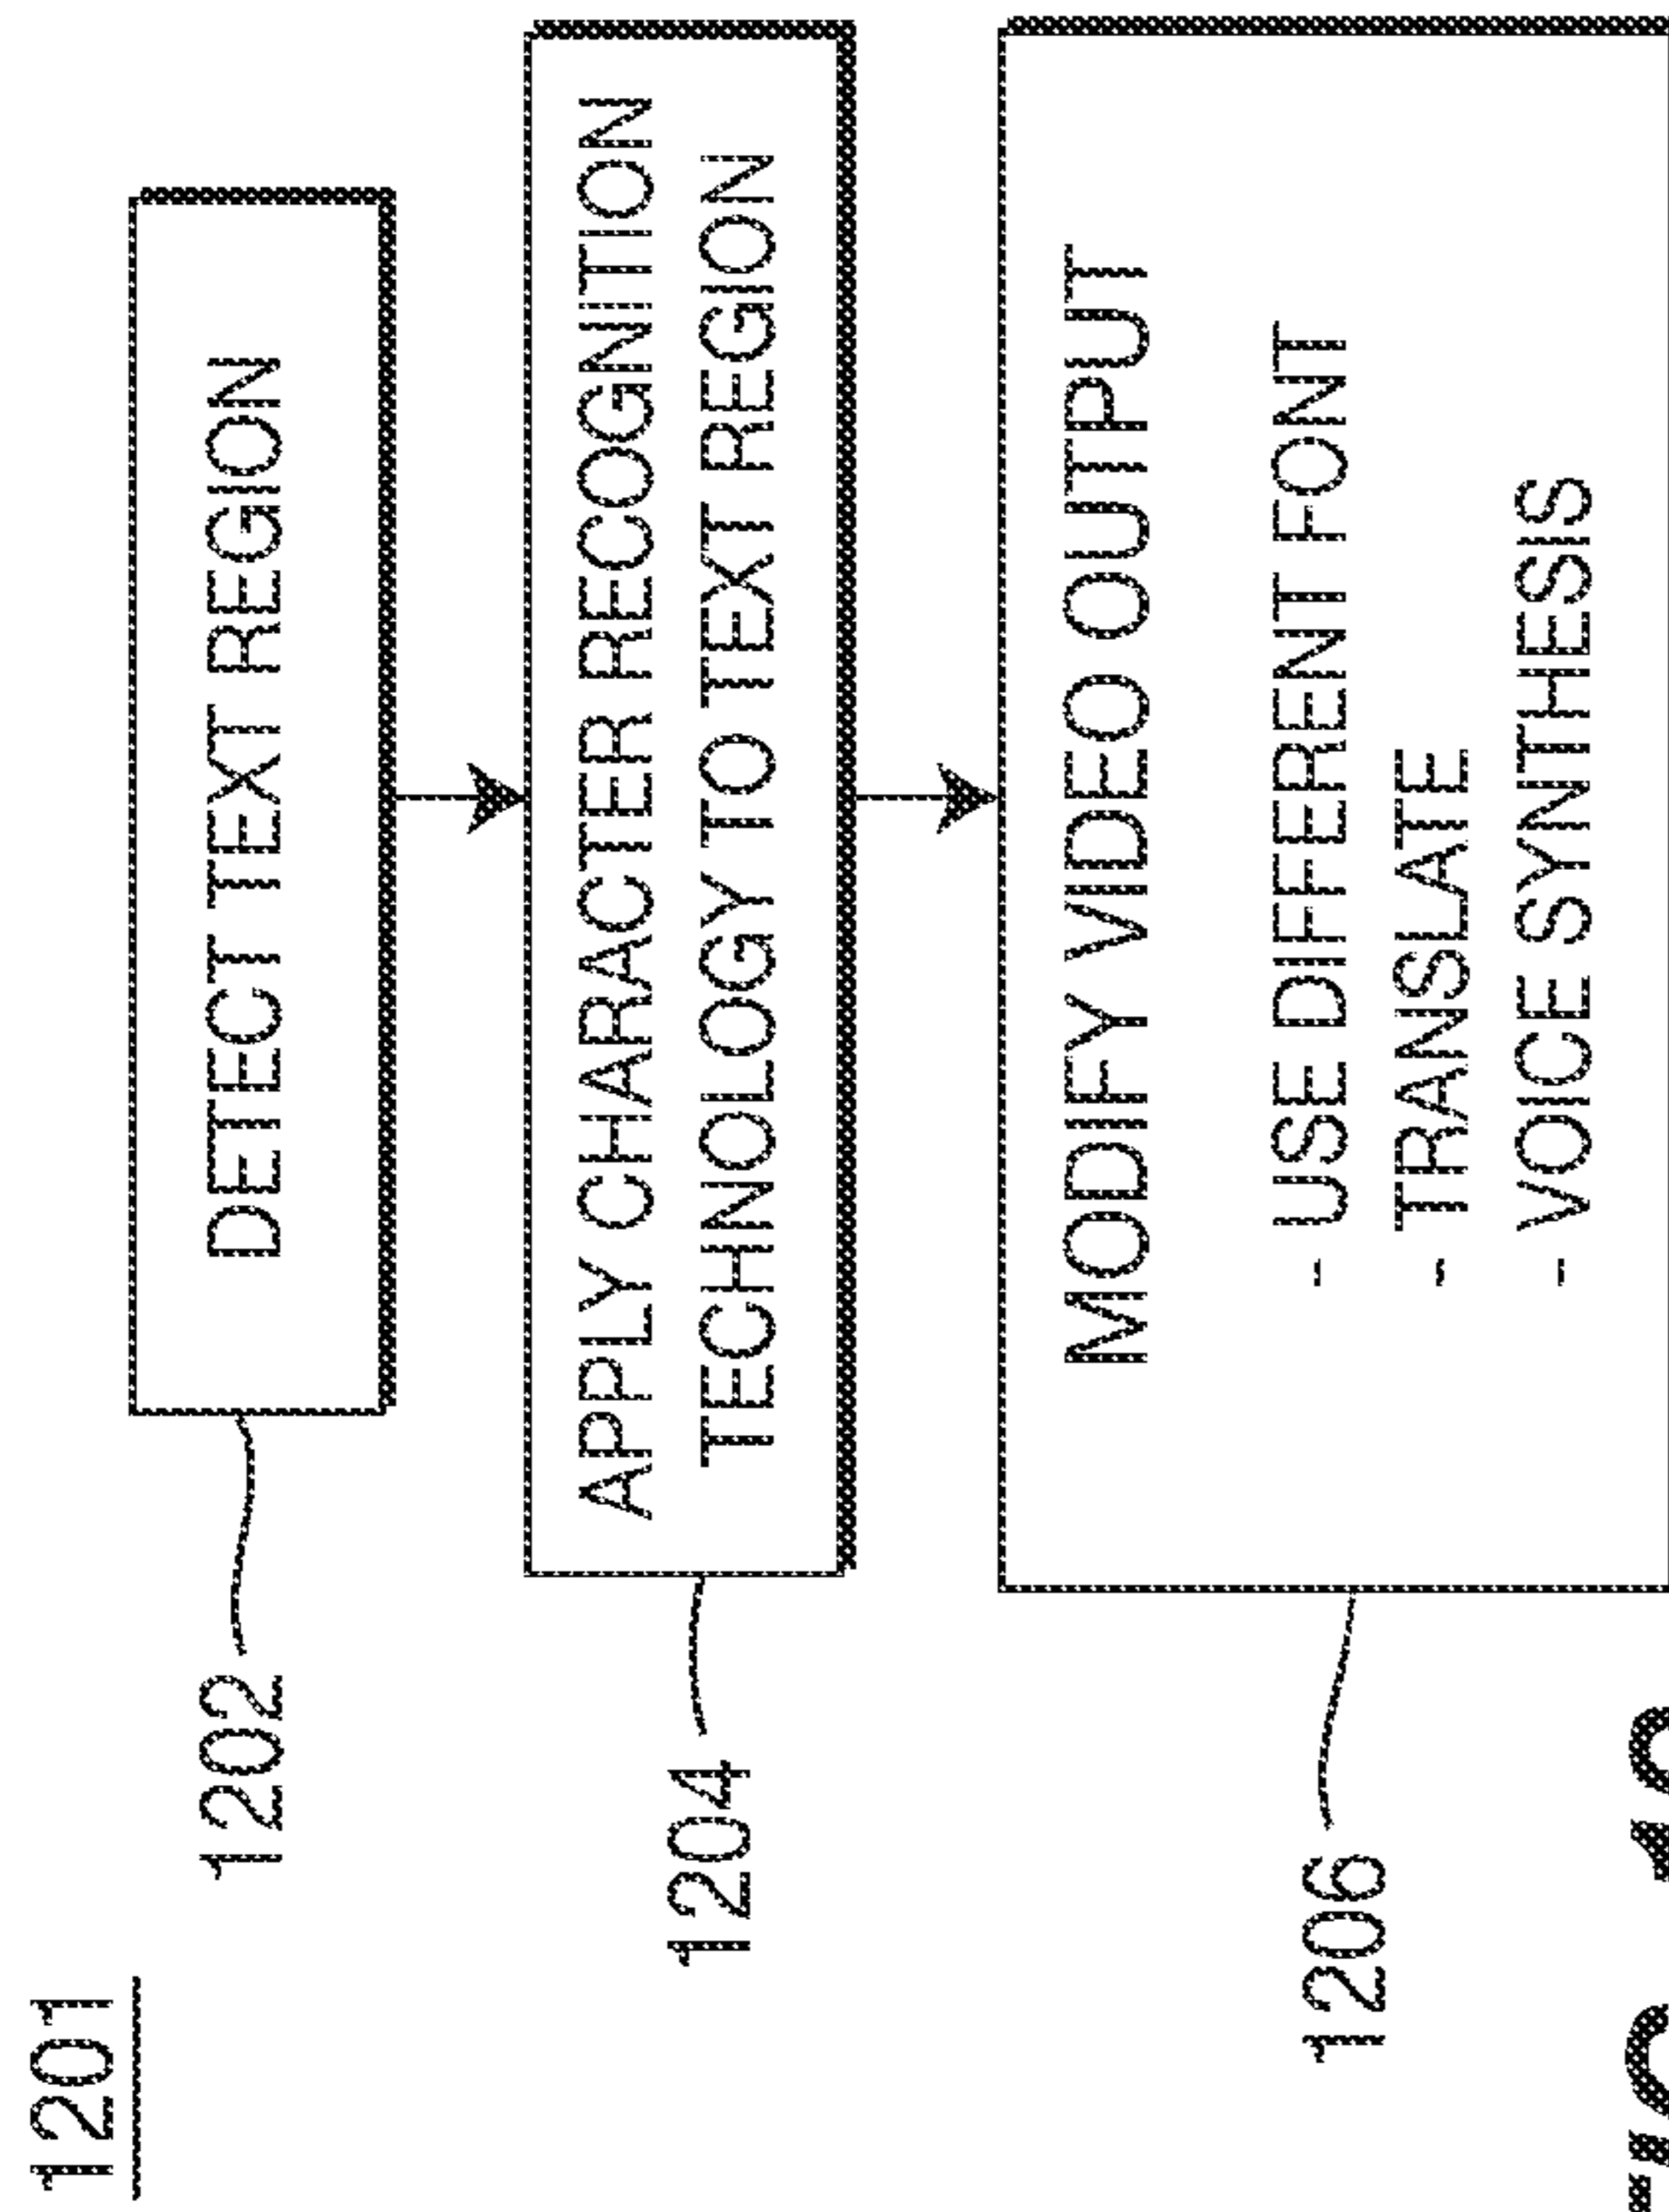 1201
1202
DETECT TEXT REGION
1204
APPLY CHARACTER RECOGNITION
TECHNOLOGY TO TEXT REGION
1206
MODIFY VIDEO OUTPUT
- USE DIFFERENT FONT
- TRANSLATE
- VOICE SYNTHESIS